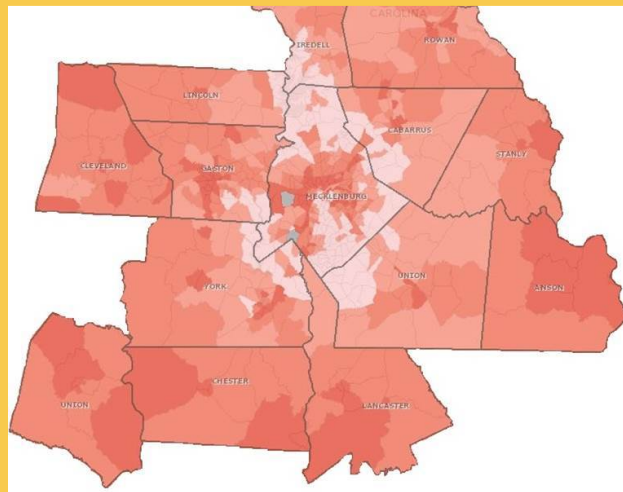 CAROLINA
ROWAN
IREDELL
LINCOLN
CABARRUS
STANLY
CLEVELAND
GASTON
MECKLENBURG
UNION
ANSON
YORK
CHESTER
UNION
LANCASTER